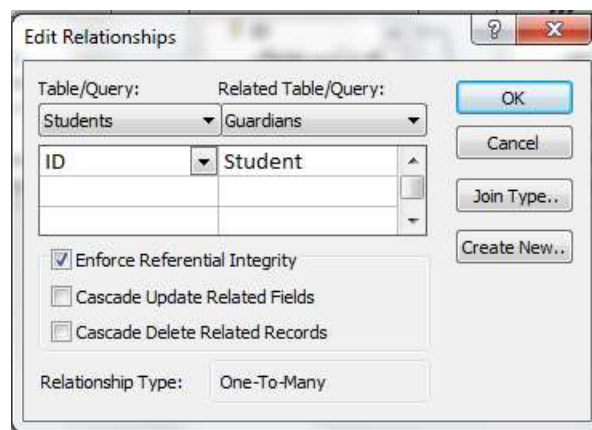 Edit Relationships
?
X
Table/Query: Related Table/Query:
Students Guardians
ID Student
Enforce Referential Integrity
Cascade Update Related Fields
Cascade Delete Related Records
Relationship Type: One-To-Many
OK
Cancel
Join Type..
Create New..